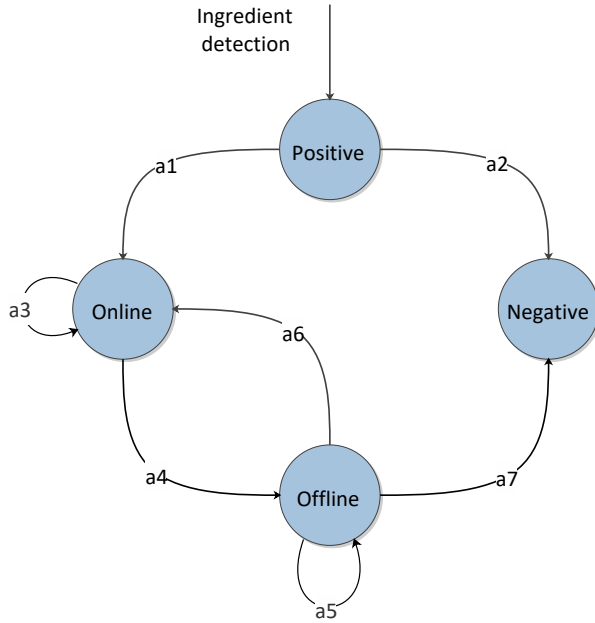 Ingredient
detection
Positive
a1
a2
a3
Online
a6
Negative
a4
Offline
a7
a5